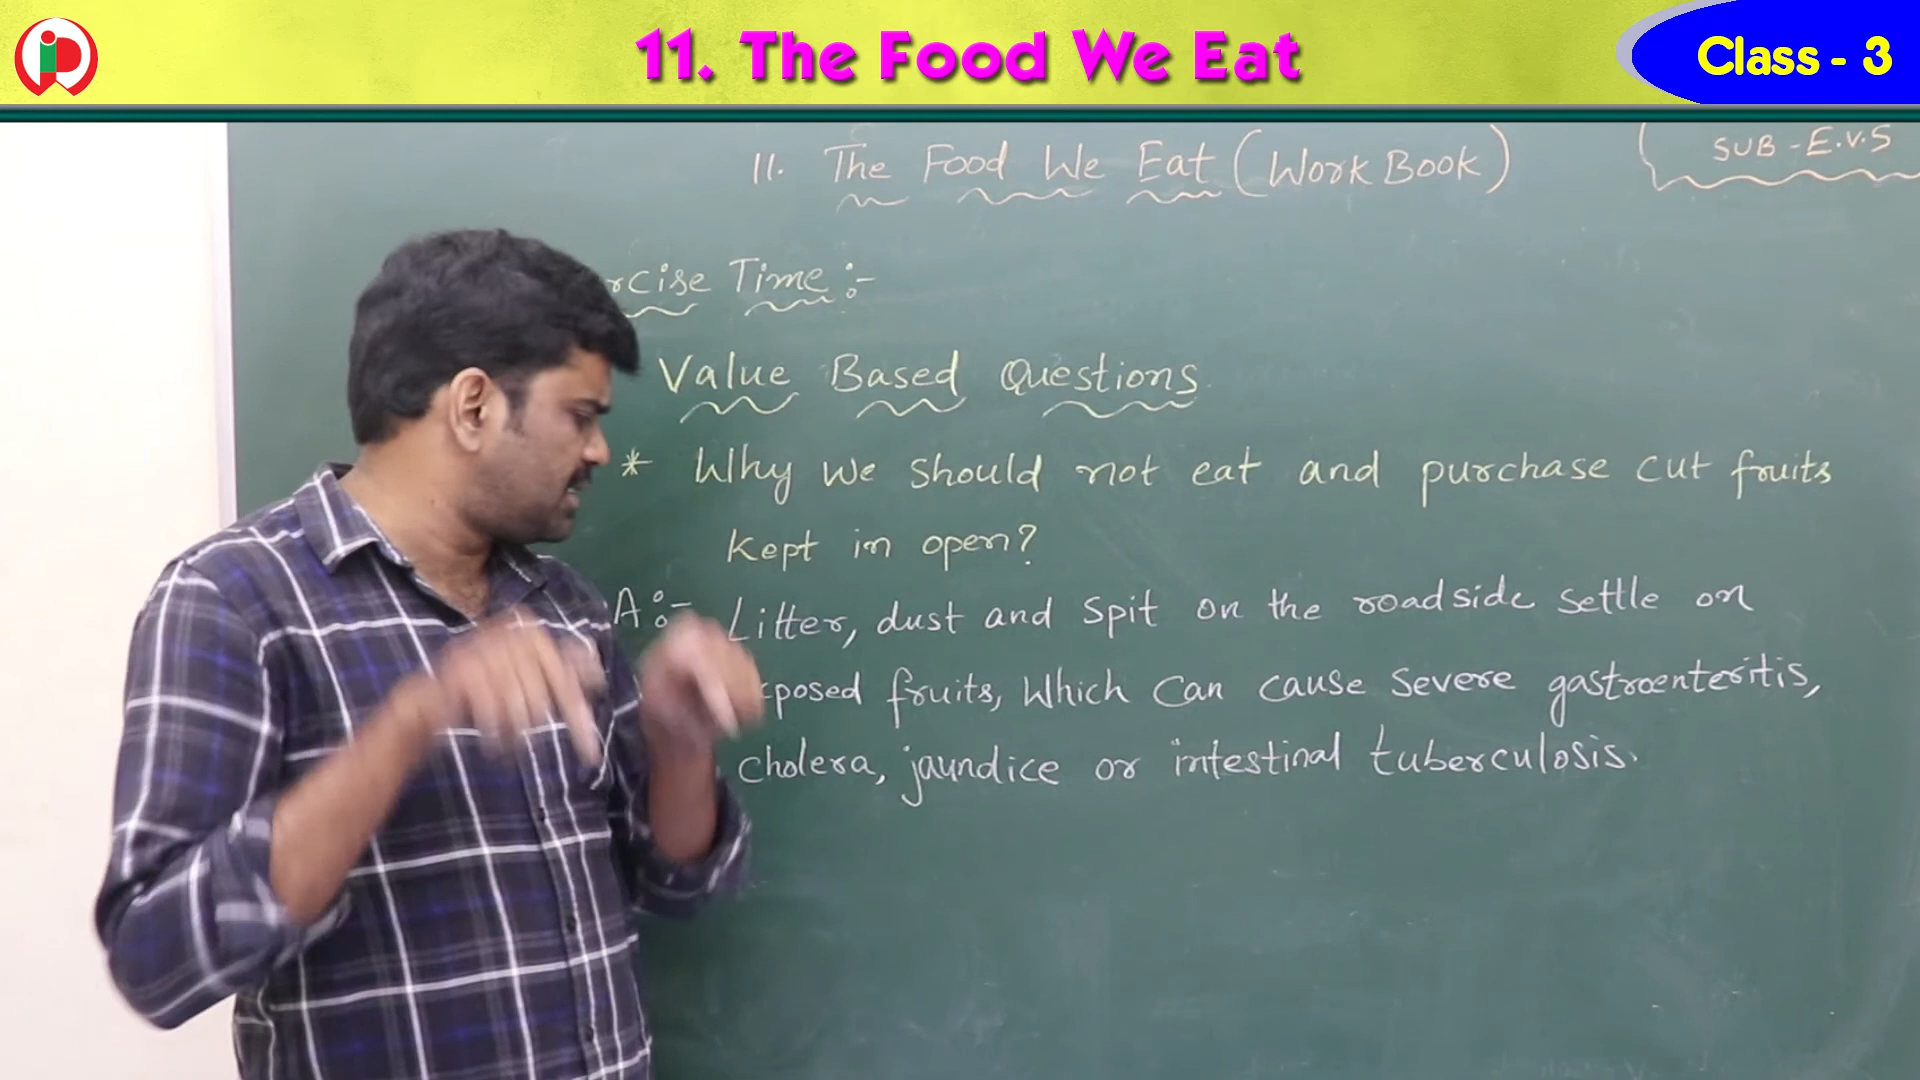 11. The Food We Eat
Class - 3
11. The Food We Eat (Work Book)
SUB - E.V.S
rcise Time :-
Value Based Questions
* Why we should not eat and purchase cut fruits
kept in open?
A :- Litter, dust and spit on the roadside settle on
xposed fruits, which can cause severe gastroenteritis,
cholera, jaundice or intestinal tuberculosis.